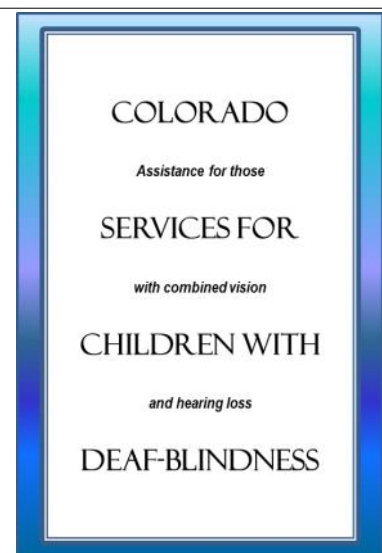 COLORADO
Assistance for those
SERVICES FOR
with combined vision
CHILDREN WITH
and hearing loss
DEAF-BLINDNESS